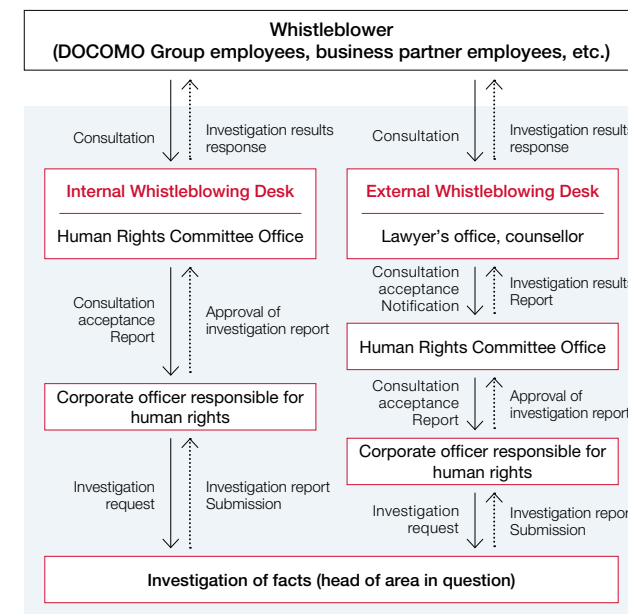 Whistleblower
(DOCOMO Group employees, business partner employees, etc.)
Consultation
Investigation results
response
Internal Whistleblowing Desk
Human Rights Committee Office
Consultation
acceptance
Report
Approval of
investigation report
Corporate officer responsible for
human rights
Investigation
request
Investigation report
Submission
Consultation
Investigation results
response
External Whistleblowing Desk
Lawyer's office, counsellor
Consultation
acceptance
Notification
Investigation results
Report
Human Rights Committee Office
Consultation
acceptance
Report
Approval of
investigation report
Corporate officer responsible for
human rights
Investigation
request
Investigation report
Submission
Investigation of facts (head of area in question)